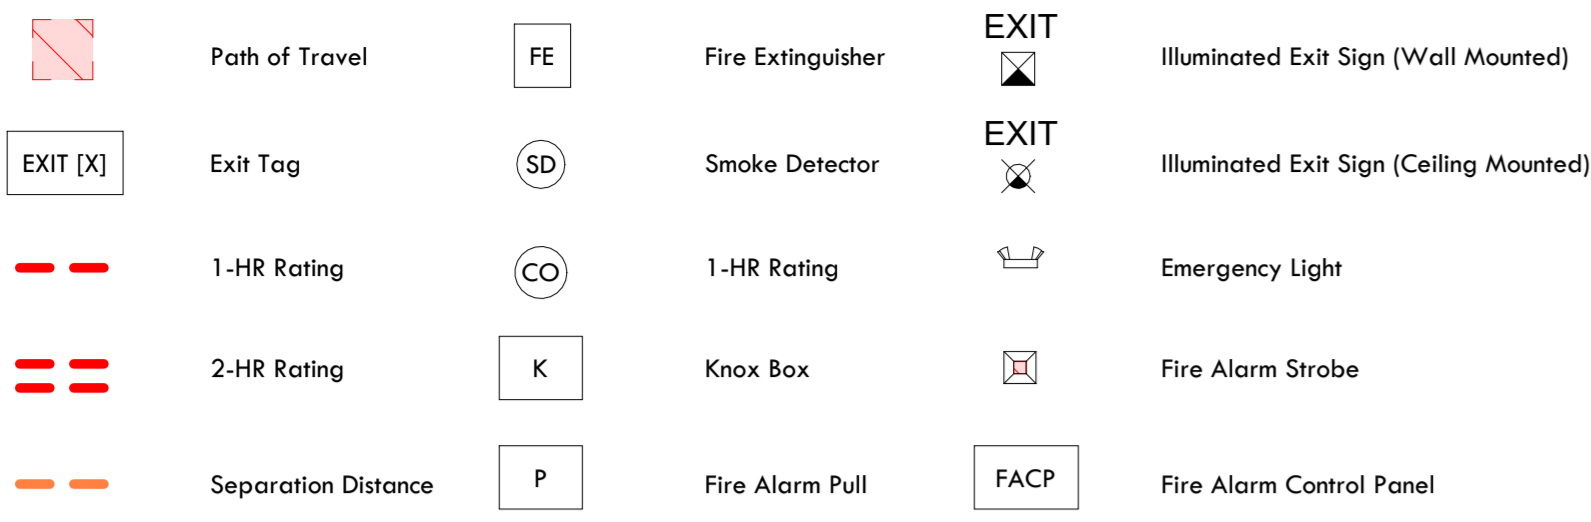 Path of Travel
FE
Fire Extinguisher
EXIT
Illuminated Exit Sign (Wall Mounted)
EXIT [X]
Exit Tag
SD
Smoke Detector
EXIT
Illuminated Exit Sign (Ceiling Mounted)
1-HR Rating
CO
1-HR Rating
Emergency Light
2-HR Rating
K
Knox Box
Fire Alarm Strobe
Separation Distance
P
Fire Alarm Pull
FACP
Fire Alarm Control Panel